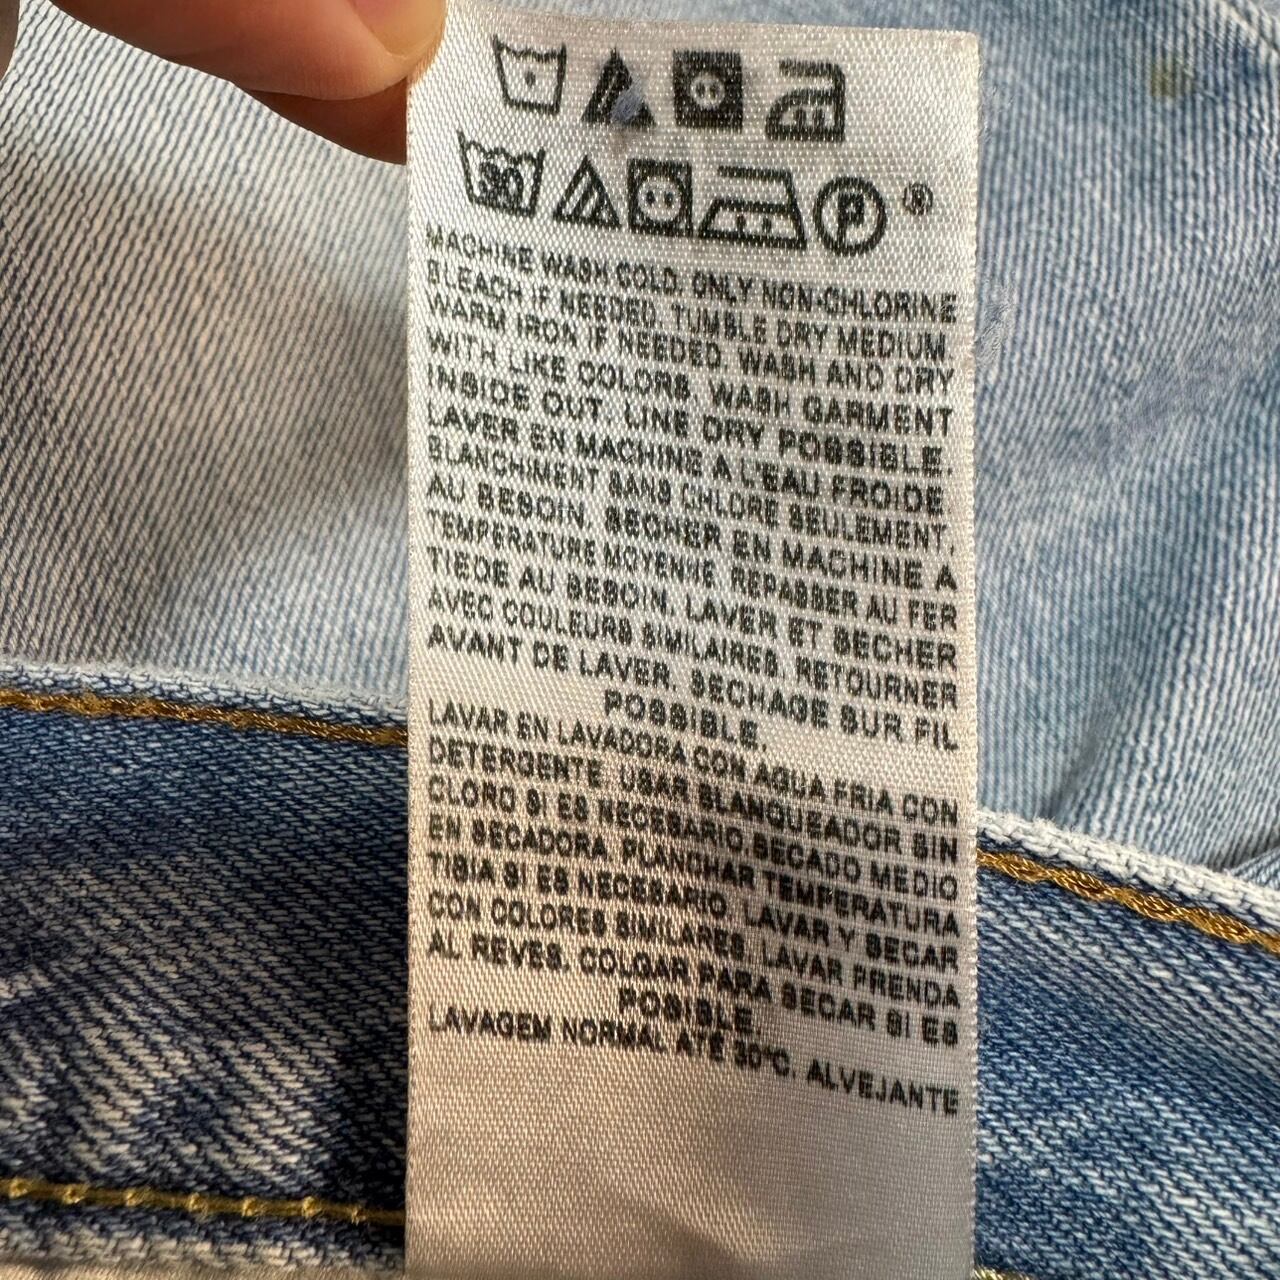 30 P ®
MACHINE WASH COLD. ONLY NON-CHLORINE
BLEACH IF NEEDED. TUMBLE DRY MEDIUM.
WARM IRON IF NEEDED. WASH AND DRY
WITH LIKE COLORS. WASH GARMENT
INSIDE OUT. LINE DRY POSSIBLE.
LAVER EN MACHINE A L'EAU FROIDE.
BLANCHIMENT SANS CHLORE SEULEMENT,
AU BESOIN. SECHER EN MACHINE A
TEMPERATURE MOYENNE. REPASSER AU FER
TIEDE AU BESOIN. LAVER ET SECHER
AVEC COULEURS SIMILAIRES. RETOURNER
AVANT DE LAVER. SECHAGE SUR FIL
POSSIBLE.
LAVAR EN LAVADORA CON AGUA FRIA CON
DETERGENTE. USAR BLANQUEADOR SIN
CLORO SI ES NECESARIO. SECADO MEDIO
EN SECADORA. PLANCHAR TEMPERATURA
TIBIA SI ES NECESARIO. LAVAR Y SECAR
CON COLORES SIMILARES. LAVAR PRENDA
AL REVES. COLGAR PARA SECAR SI ES
POSIBLE.
LAVAGEM NORMAL ATÉ 30°C. ALVEJANTE